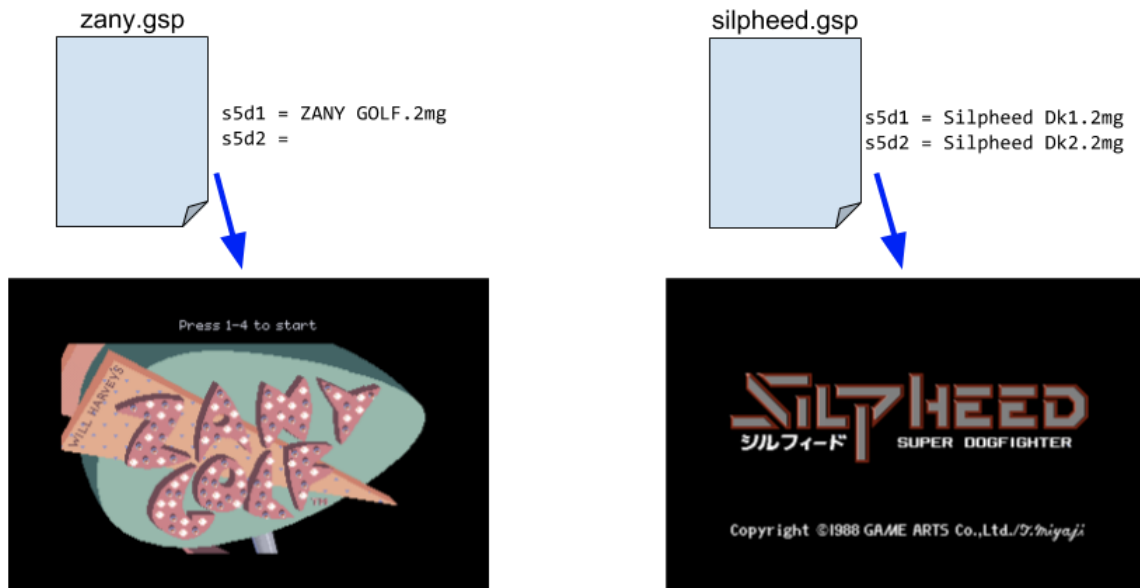 zany.gsp
s5d1 = ZANY GOLF.2mg
s5d2 =
Press 1-4 to start
WILL HARVEY'S
ZANY
GOLF
TM
silpheed.gsp
s5d1 = Silpheed Dk1.2mg
s5d2 = Silpheed Dk2.2mg
SILPHEED
シルフィード SUPER DOGFIGHTER
Copyright ©1988 GAME ARTS Co.,Ltd./T.Miyaji